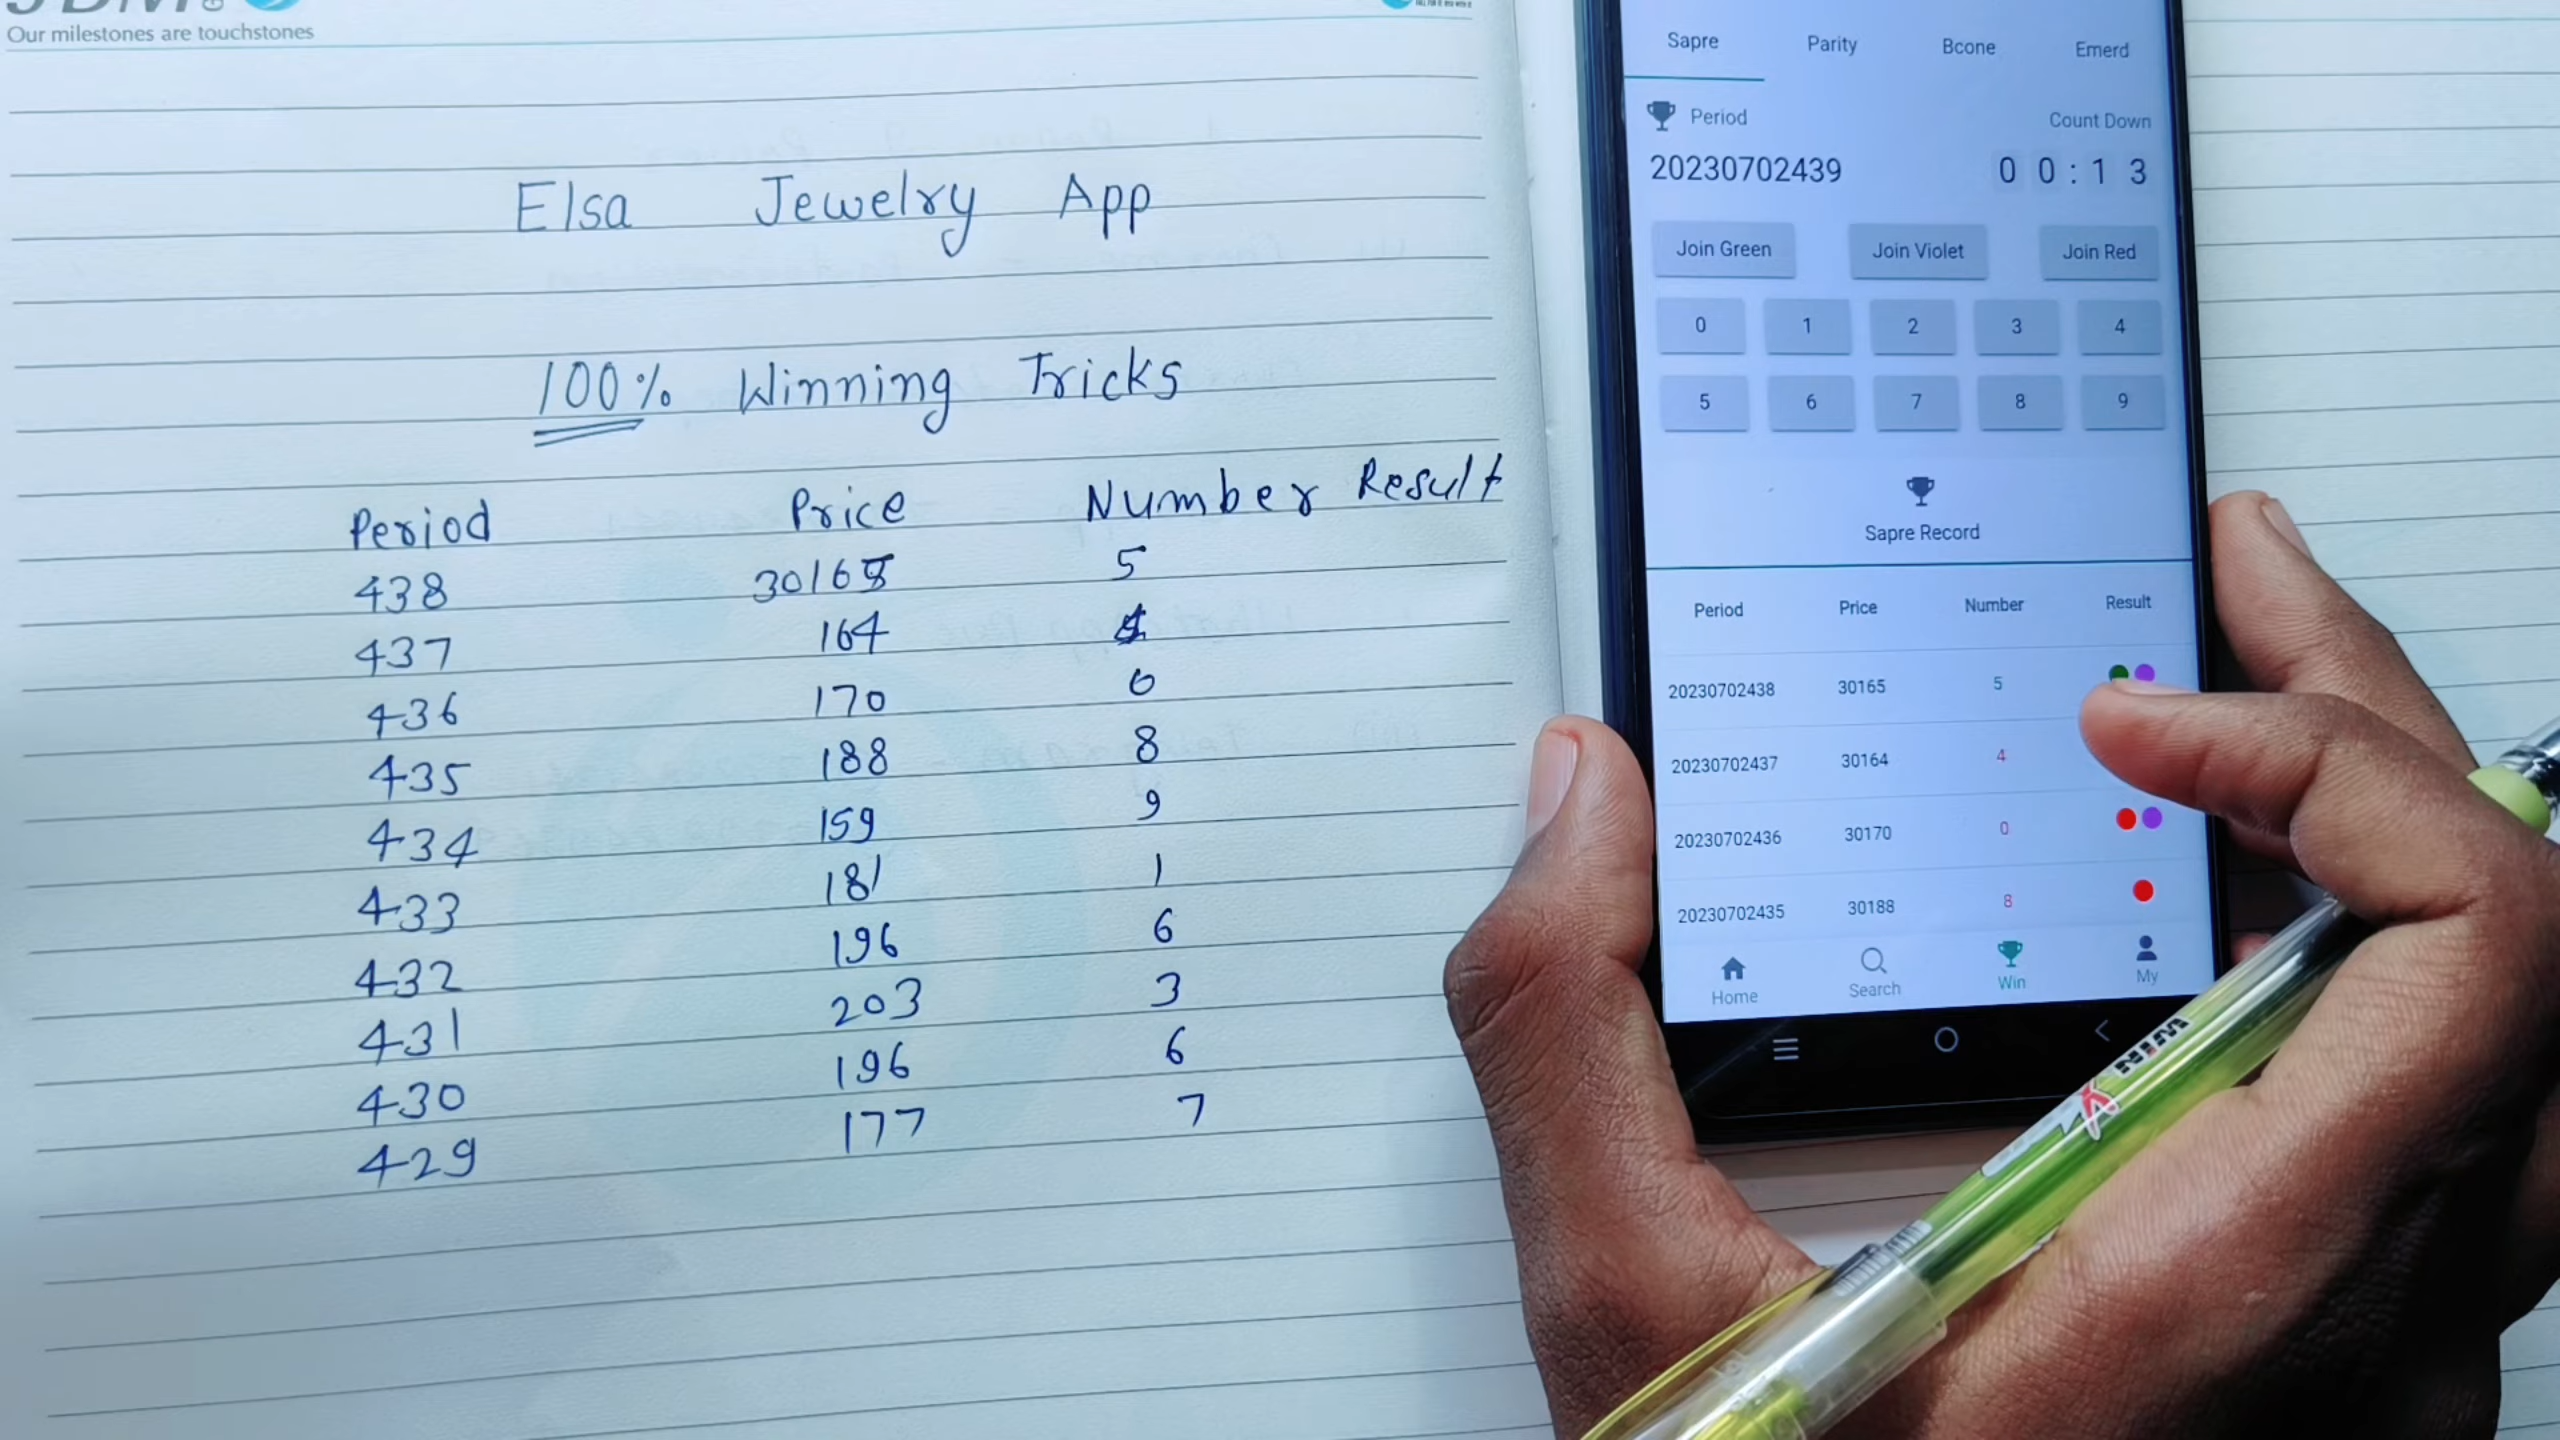 Our milestones are touchstones
Elsa Jewelry App
100% Winning Tricks
Period Price Number Result
438 30165 5
437 164 4
436 170 0
435 188 8
434 159 9
433 181 1
432 196 6
431 203 3
430 196 6
429 177 7
Sapre Parity Bcone Emerd
Period Count Down
20230702439 00:13
Join Green Join Violet Join Red
0 1 2 3 4
5 6 7 8 9
Sapre Record
Period Price Number Result
20230702438 30165 5
20230702437 30164 4
20230702436 30170 0
20230702435 30188 8
Home Search Win My
WIN